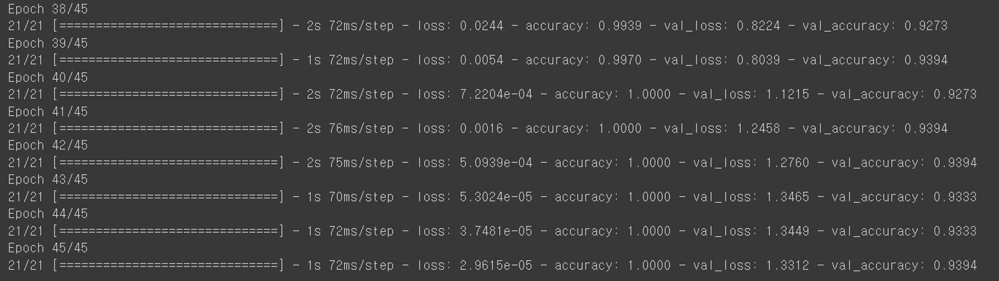 Epoch 38/45
21/21 [==============================] - 2s 72ms/step - loss: 0.0244 - accuracy: 0.9939 - val_loss: 0.8224 - val_accuracy: 0.9273
Epoch 39/45
21/21 [==============================] - 1s 72ms/step - loss: 0.0054 - accuracy: 0.9970 - val_loss: 0.8039 - val_accuracy: 0.9394
Epoch 40/45
21/21 [==============================] - 2s 72ms/step - loss: 7.2204e-04 - accuracy: 1.0000 - val_loss: 1.1215 - val_accuracy: 0.9273
Epoch 41/45
21/21 [==============================] - 2s 76ms/step - loss: 0.0016 - accuracy: 1.0000 - val_loss: 1.2458 - val_accuracy: 0.9394
Epoch 42/45
21/21 [==============================] - 2s 75ms/step - loss: 5.0939e-04 - accuracy: 1.0000 - val_loss: 1.2760 - val_accuracy: 0.9394
Epoch 43/45
21/21 [==============================] - 1s 70ms/step - loss: 5.3024e-05 - accuracy: 1.0000 - val_loss: 1.3465 - val_accuracy: 0.9333
Epoch 44/45
21/21 [==============================] - 1s 72ms/step - loss: 3.7481e-05 - accuracy: 1.0000 - val_loss: 1.3449 - val_accuracy: 0.9333
Epoch 45/45
21/21 [==============================] - 1s 72ms/step - loss: 2.9615e-05 - accuracy: 1.0000 - val_loss: 1.3312 - val_accuracy: 0.9394